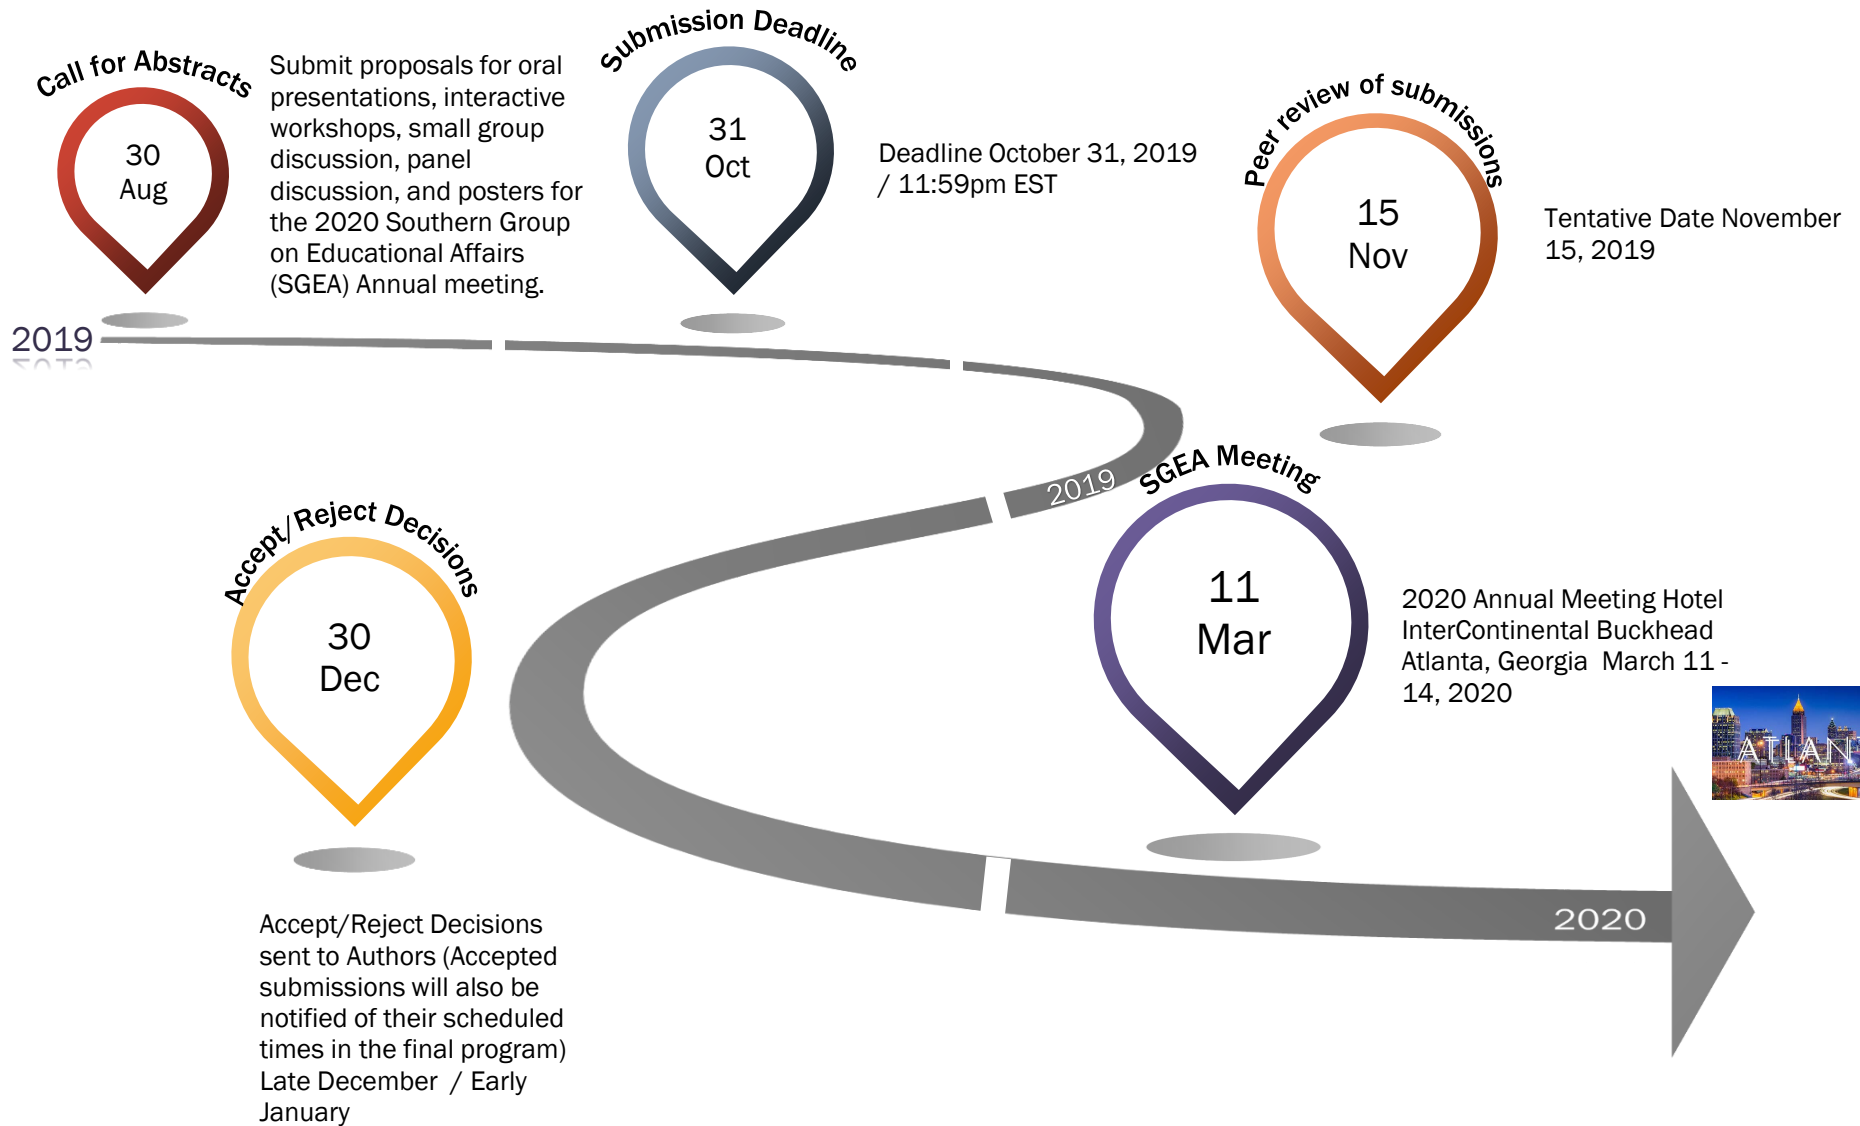 Call for Abstracts
30
Aug
Submit proposals for oral
presentations, interactive
workshops, small group
discussion, panel
discussion, and posters for
the 2020 Southern Group
on Educational Affairs
(SGEA) Annual meeting.
Submission Deadline
31
Oct
Deadline October 31, 2019
/ 11:59pm EST
Peer review of submissions
15
Nov
Tentative Date November
15, 2019
2019
2019
Accept/Reject Decisions
30
Dec
Accept/Reject Decisions
sent to Authors (Accepted
submissions will also be
notified of their scheduled
times in the final program)
Late December / Early
January
SGEA Meeting
11
Mar
2020 Annual Meeting Hotel
InterContinental Buckhead
Atlanta, Georgia March 11 -
14, 2020
ATLAN
2020